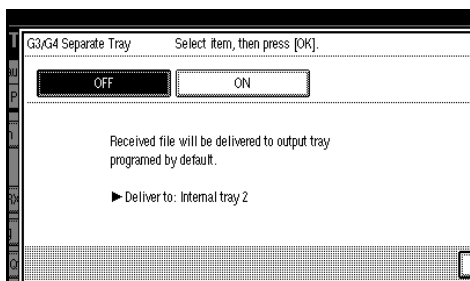 G3/G4 Separate Tray Select item, then press [OK].
OFF ON
Received file will be delivered to output tray
programed by default.
►Deliver to: Internal tray 2